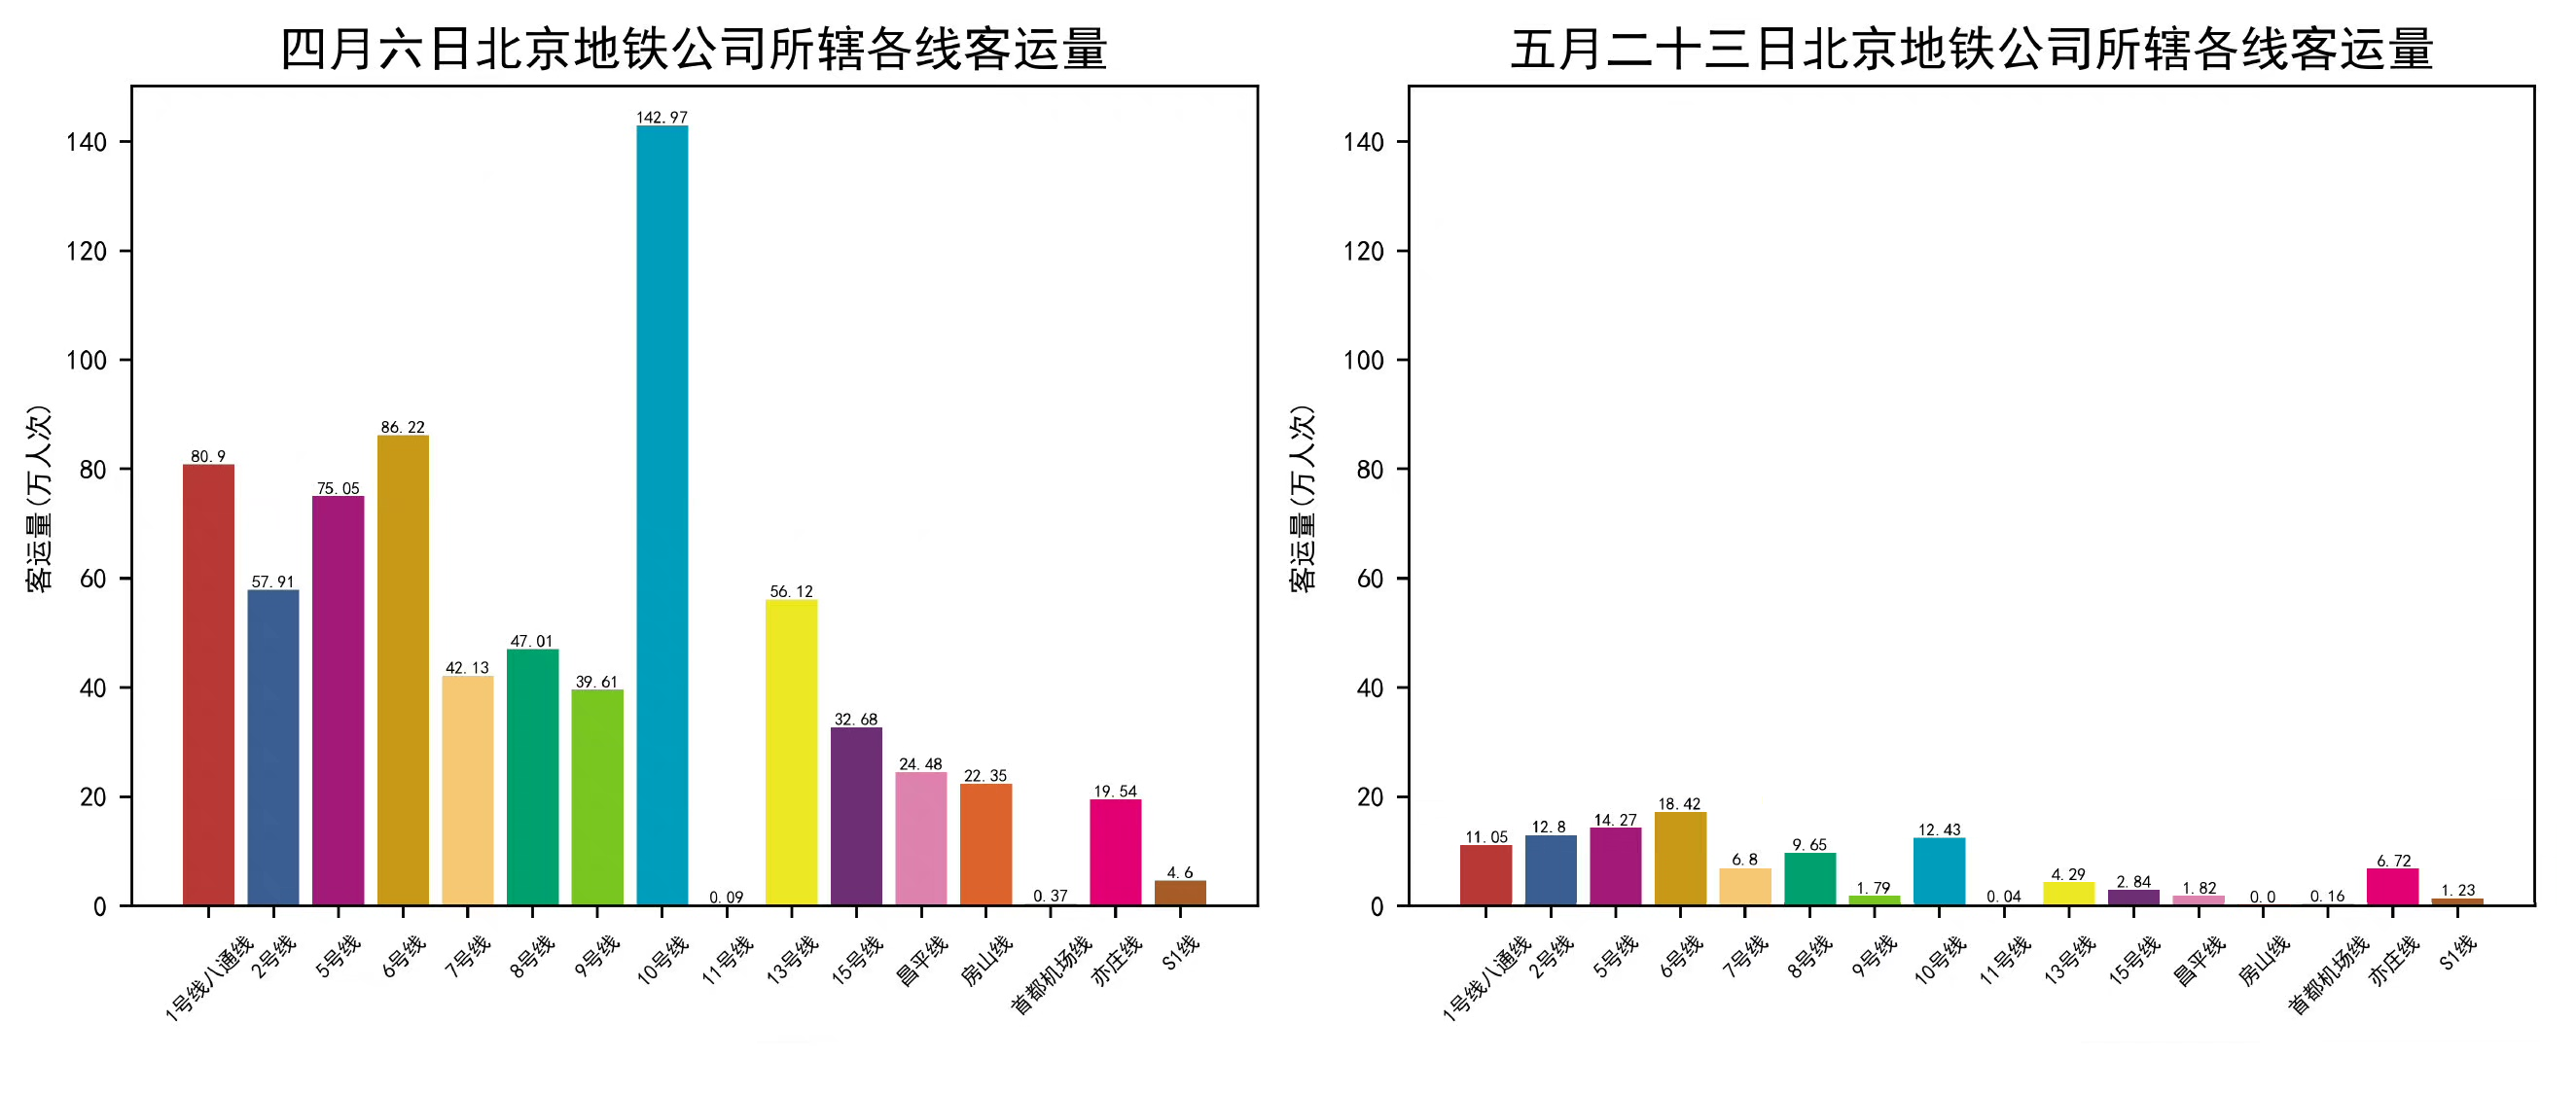 四月六日北京地铁公司所辖各线客运量
客运量(万人次)
140
120
100
80
60
40
20
0
80.9
57.91
75.05
86.22
42.13
47.01
39.61
142.97
0.09
56.12
32.68
24.48
22.35
0.37
19.54
4.6
1号线八通线
2号线
5号线
6号线
7号线
8号线
9号线
10号线
11号线
13号线
15号线
昌平线
房山线
首都机场线
亦庄线
S1线
五月二十三日北京地铁公司所辖各线客运量
客运量(万人次)
140
120
100
80
60
40
20
0
11.05
12.8
14.27
18.42
6.8
9.65
1.79
12.43
0.04
4.29
2.84
1.82
0.0
0.16
6.72
1.23
1号线八通线
2号线
5号线
6号线
7号线
8号线
9号线
10号线
11号线
13号线
15号线
昌平线
房山线
首都机场线
亦庄线
S1线